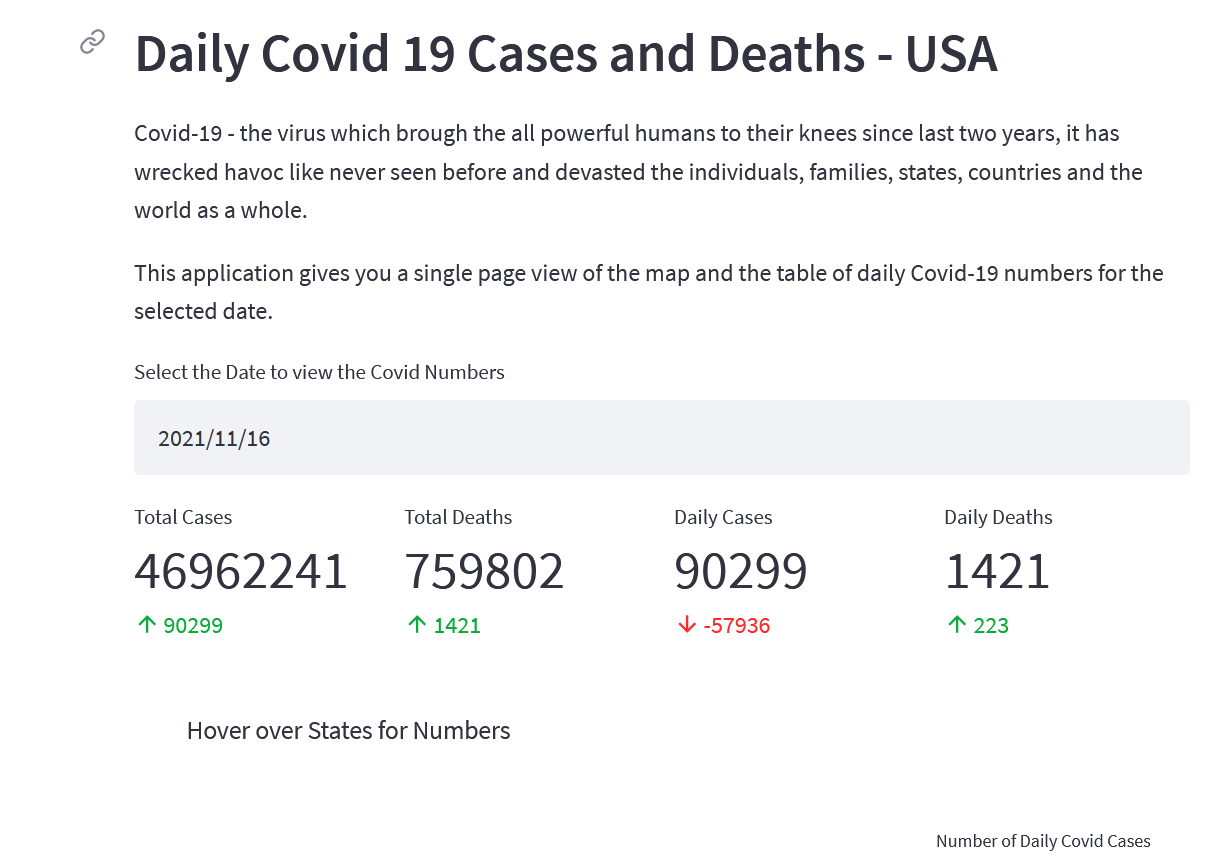 Daily Covid 19 Cases and Deaths - USA
Covid-19 - the virus which brough the all powerful humans to their knees since last two years, it has
wrecked havoc like never seen before and devasted the individuals, families, states, countries and the
world as a whole.
This application gives you a single page view of the map and the table of daily Covid-19 numbers for the
selected date.
Select the Date to view the Covid Numbers
2021/11/16
Total Cases Total Deaths Daily Cases Daily Deaths
46962241 759802 90299 1421
↑ 90299 ↑ 1421 ↓ -57936 ↑ 223
Hover over States for Numbers
Number of Daily Covid Cases